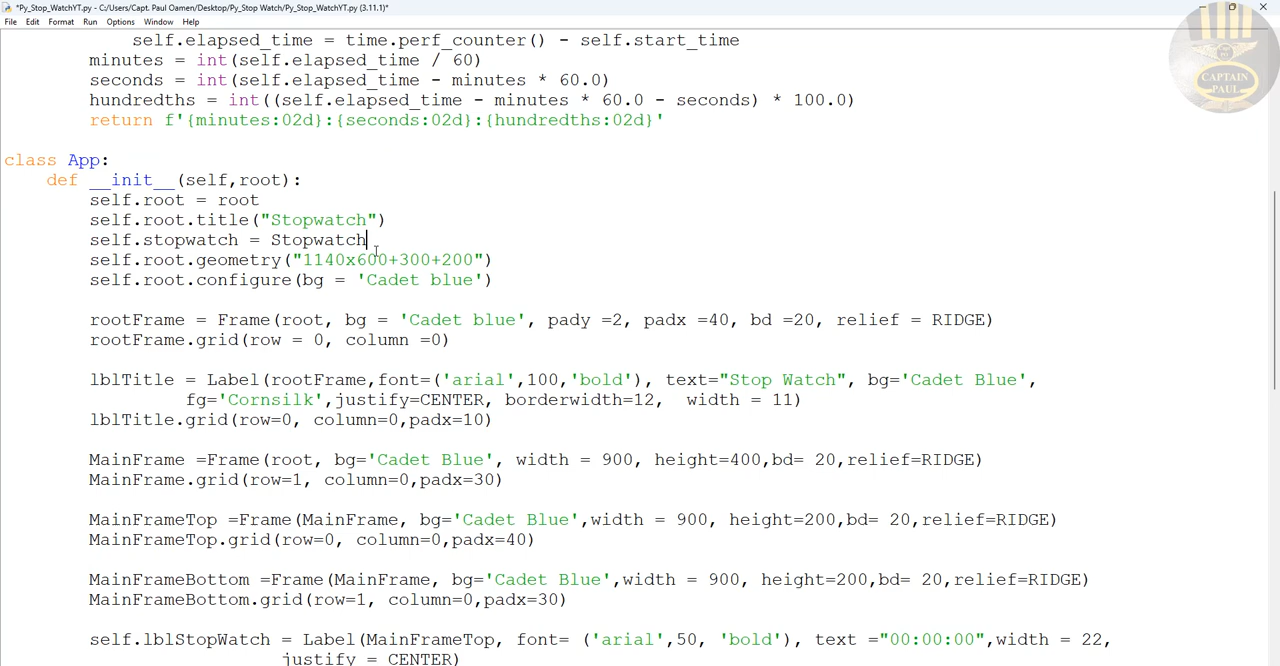 *Py_Stop_WatchYT.py - C:/Users/Capt. Paul Oamen/Desktop/Py_Stop Watch/Py_Stop_WatchYT.py (3.11.1)*
File Edit Format Run Options Window Help
self.elapsed_time = time.perf_counter() - self.start_time
minutes = int(self.elapsed_time / 60)
seconds = int(self.elapsed_time - minutes * 60.0)
hundredths = int((self.elapsed_time - minutes * 60.0 - seconds) * 100.0)
return f'{minutes:02d}:{seconds:02d}:{hundredths:02d}'
class App:
def __init__(self,root):
self.root = root
self.root.title("Stopwatch")
self.stopwatch = Stopwatch
self.root.geometry("1140x600+300+200")
self.root.configure(bg = 'Cadet blue')
rootFrame = Frame(root, bg = 'Cadet blue', pady =2, padx =40, bd =20, relief = RIDGE)
rootFrame.grid(row = 0, column =0)
lblTitle = Label(rootFrame,font=('arial',100,'bold'), text="Stop Watch", bg='Cadet Blue',
fg='Cornsilk',justify=CENTER, borderwidth=12,  width = 11)
lblTitle.grid(row=0, column=0,padx=10)
MainFrame =Frame(root, bg='Cadet Blue', width = 900, height=400,bd= 20,relief=RIDGE)
MainFrame.grid(row=1, column=0,padx=30)
MainFrameTop =Frame(MainFrame, bg='Cadet Blue',width = 900, height=200,bd= 20,relief=RIDGE)
MainFrameTop.grid(row=0, column=0,padx=40)
MainFrameBottom =Frame(MainFrame, bg='Cadet Blue',width = 900, height=200,bd= 20,relief=RIDGE)
MainFrameBottom.grid(row=1, column=0,padx=30)
self.lblStopWatch = Label(MainFrameTop, font= ('arial',50, 'bold'), text ="00:00:00",width = 22,
justify = CENTER)
CAPTAIN
PAUL